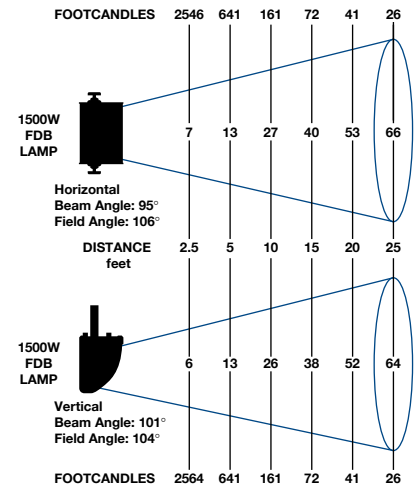 FOOTCANDLES 2546 641 161 72 41 26
1500W
FDB
LAMP
7 13 27 40 53 66
Horizontal
Beam Angle: 95°
Field Angle: 106°
DISTANCE 2.5 5 10 15 20 25
feet
1500W
FDB
LAMP
6 13 26 38 52 64
Vertical
Beam Angle: 101°
Field Angle: 104°
FOOTCANDLES 2564 641 161 72 41 26